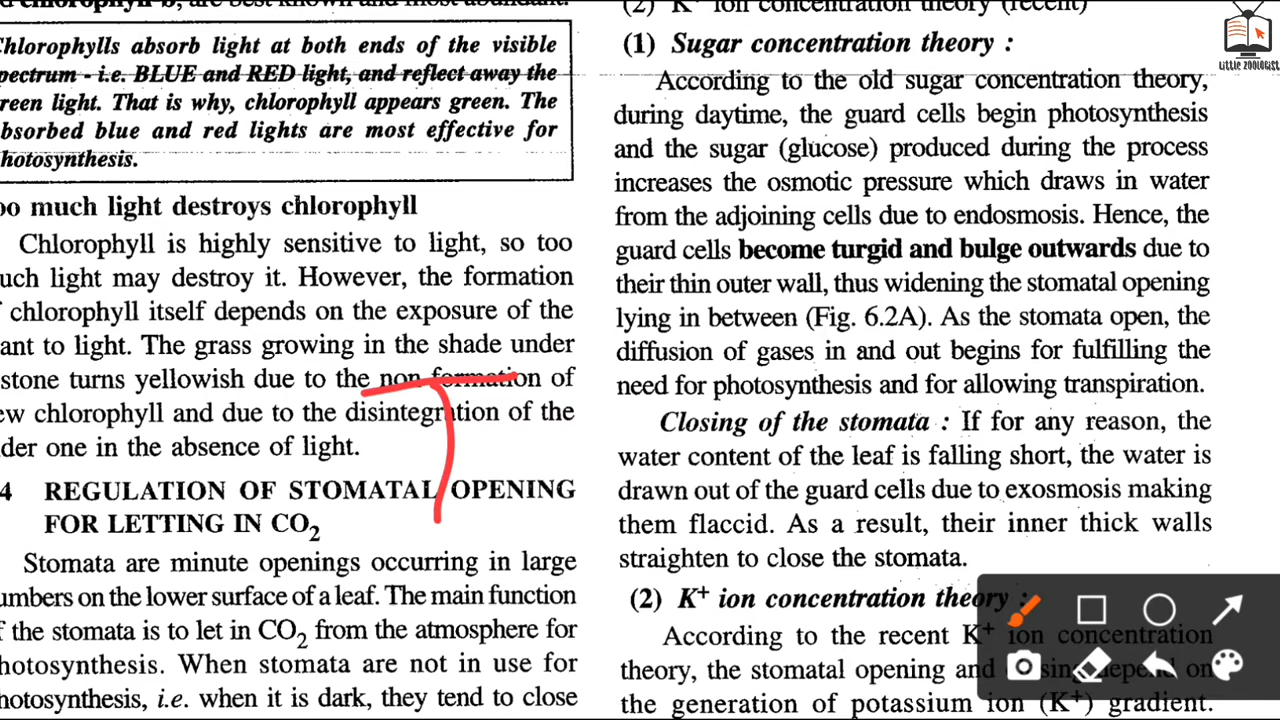 d chlorophyll b, are best known and most abundant.
hlorophylls absorb light at both ends of the visible
pectrum - i.e. BLUE and RED light, and reflect away the
reen light. That is why, chlorophyll appears green. The
bsorbed blue and red lights are most effective for
hotosynthesis.
oo much light destroys chlorophyll
Chlorophyll is highly sensitive to light, so too
uch light may destroy it. However, the formation
f chlorophyll itself depends on the exposure of the
ant to light. The grass growing in the shade under
stone turns yellowish due to the non formation of
ew chlorophyll and due to the disintegration of the
der one in the absence of light.
4 REGULATION OF STOMATAL OPENING
FOR LETTING IN CO₂
Stomata are minute openings occurring in large
umbers on the lower surface of a leaf. The main function
f the stomata is to let in CO₂ from the atmosphere for
hotosynthesis. When stomata are not in use for
hotosynthesis, i.e. when it is dark, they tend to close
(2) K⁺ ion concentration theory (recent)
(1) Sugar concentration theory :
According to the old sugar concentration theory,
during daytime, the guard cells begin photosynthesis
and the sugar (glucose) produced during the process
increases the osmotic pressure which draws in water
from the adjoining cells due to endosmosis. Hence, the
guard cells become turgid and bulge outwards due to
their thin outer wall, thus widening the stomatal opening
lying in between (Fig. 6.2A). As the stomata open, the
diffusion of gases in and out begins for fulfilling the
need for photosynthesis and for allowing transpiration.
Closing of the stomata : If for any reason, the
water content of the leaf is falling short, the water is
drawn out of the guard cells due to exosmosis making
them flaccid. As a result, their inner thick walls
straighten to close the stomata.
(2) K⁺ ion concentration theory :
According to the recent K⁺ ion concentration
theory, the stomatal opening and closing depend on
the generation of potassium ion (K⁺) gradient.
LITTLE ZOOLOGIST